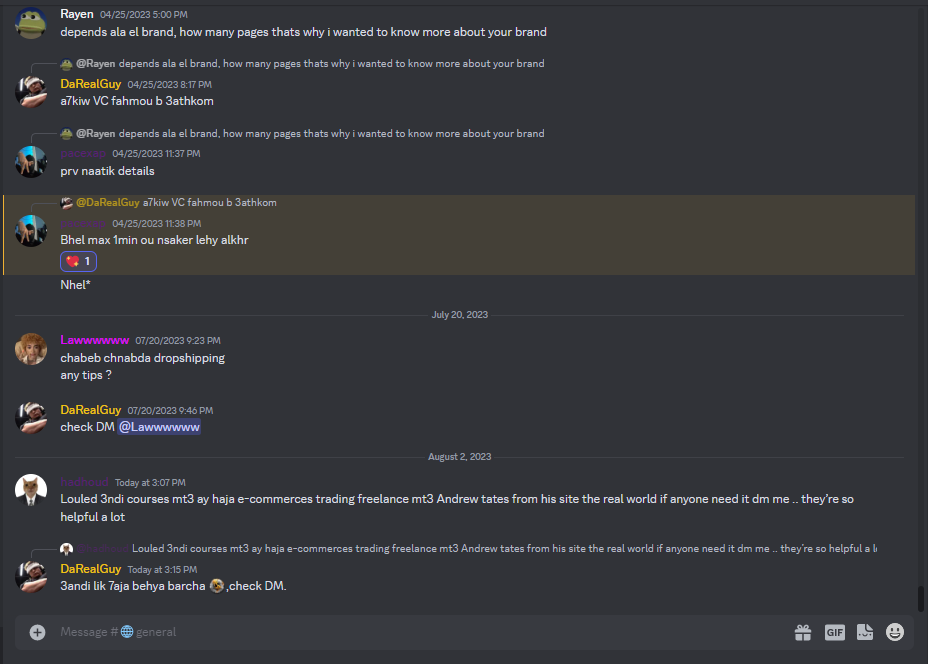 Rayen 04/25/2023 5:00 PM
depends ala el brand, how many pages thats why i wanted to know more about your brand
@Rayen depends ala el brand, how many pages thats why i wanted to know more about your brand
DaRealGuy 04/25/2023 8:17 PM
a7kiw VC fahmou b 3athkom
@Rayen depends ala el brand, how many pages thats why i wanted to know more about your brand
04/25/2023 11:37 PM
prv naatik details
@DaRealGuy a7kiw VC fahmou b 3athkom
04/25/2023 11:38 PM
Bhel max 1min ou nsaker lehy alkhr
1
Nhel*
July 20, 2023
Lawwwwww 07/20/2023 9:23 PM
chabeb chnabda dropshipping
any tips ?
DaRealGuy 07/20/2023 9:46 PM
check DM @Lawwwwww
August 2, 2023
Today at 3:07 PM
Louled 3ndi courses mt3 ay haja e-commerces trading freelance mt3 Andrew tates from his site the real world if anyone need it dm me .. they're so
helpful a lot
Louled 3ndi courses mt3 ay haja e-commerces trading freelance mt3 Andrew tates from his site the real world if anyone need it dm me .. they're so helpful a l
DaRealGuy Today at 3:15 PM
3andi lik 7aja behya barcha ,check DM.
Message # general
GIF